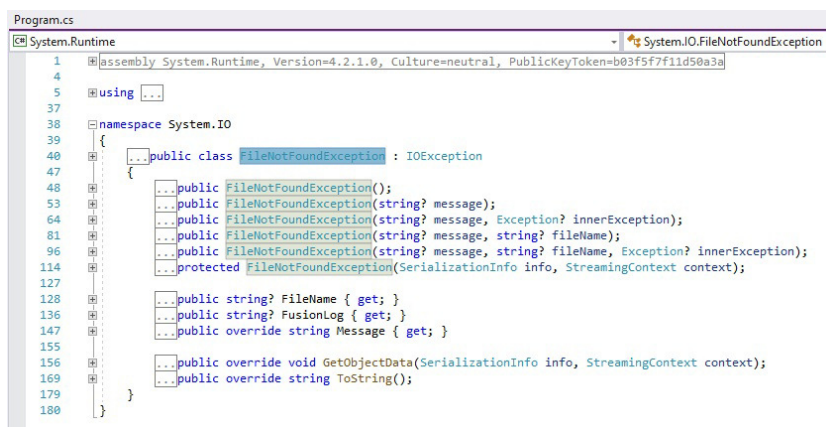 Program.cs
C# System.Runtime System.IO.FileNotFoundException
1 assembly System.Runtime, Version=4.2.1.0, Culture=neutral, PublicKeyToken=b03f5f7f11d50a3a
4
5 using ...
37
38 namespace System.IO
39 {
40 ...public class FileNotFoundException : IOException
47 {
48 ...public FileNotFoundException();
53 ...public FileNotFoundException(string? message);
64 ...public FileNotFoundException(string? message, Exception? innerException);
81 ...public FileNotFoundException(string? message, string? fileName);
96 ...public FileNotFoundException(string? message, string? fileName, Exception? innerException);
114 ...protected FileNotFoundException(SerializationInfo info, StreamingContext context);
127
128 ...public string? FileName { get; }
136 ...public string? FusionLog { get; }
147 ...public override string Message { get; }
155
156 ...public override void GetObjectData(SerializationInfo info, StreamingContext context);
169 ...public override string ToString();
179 }
180 }